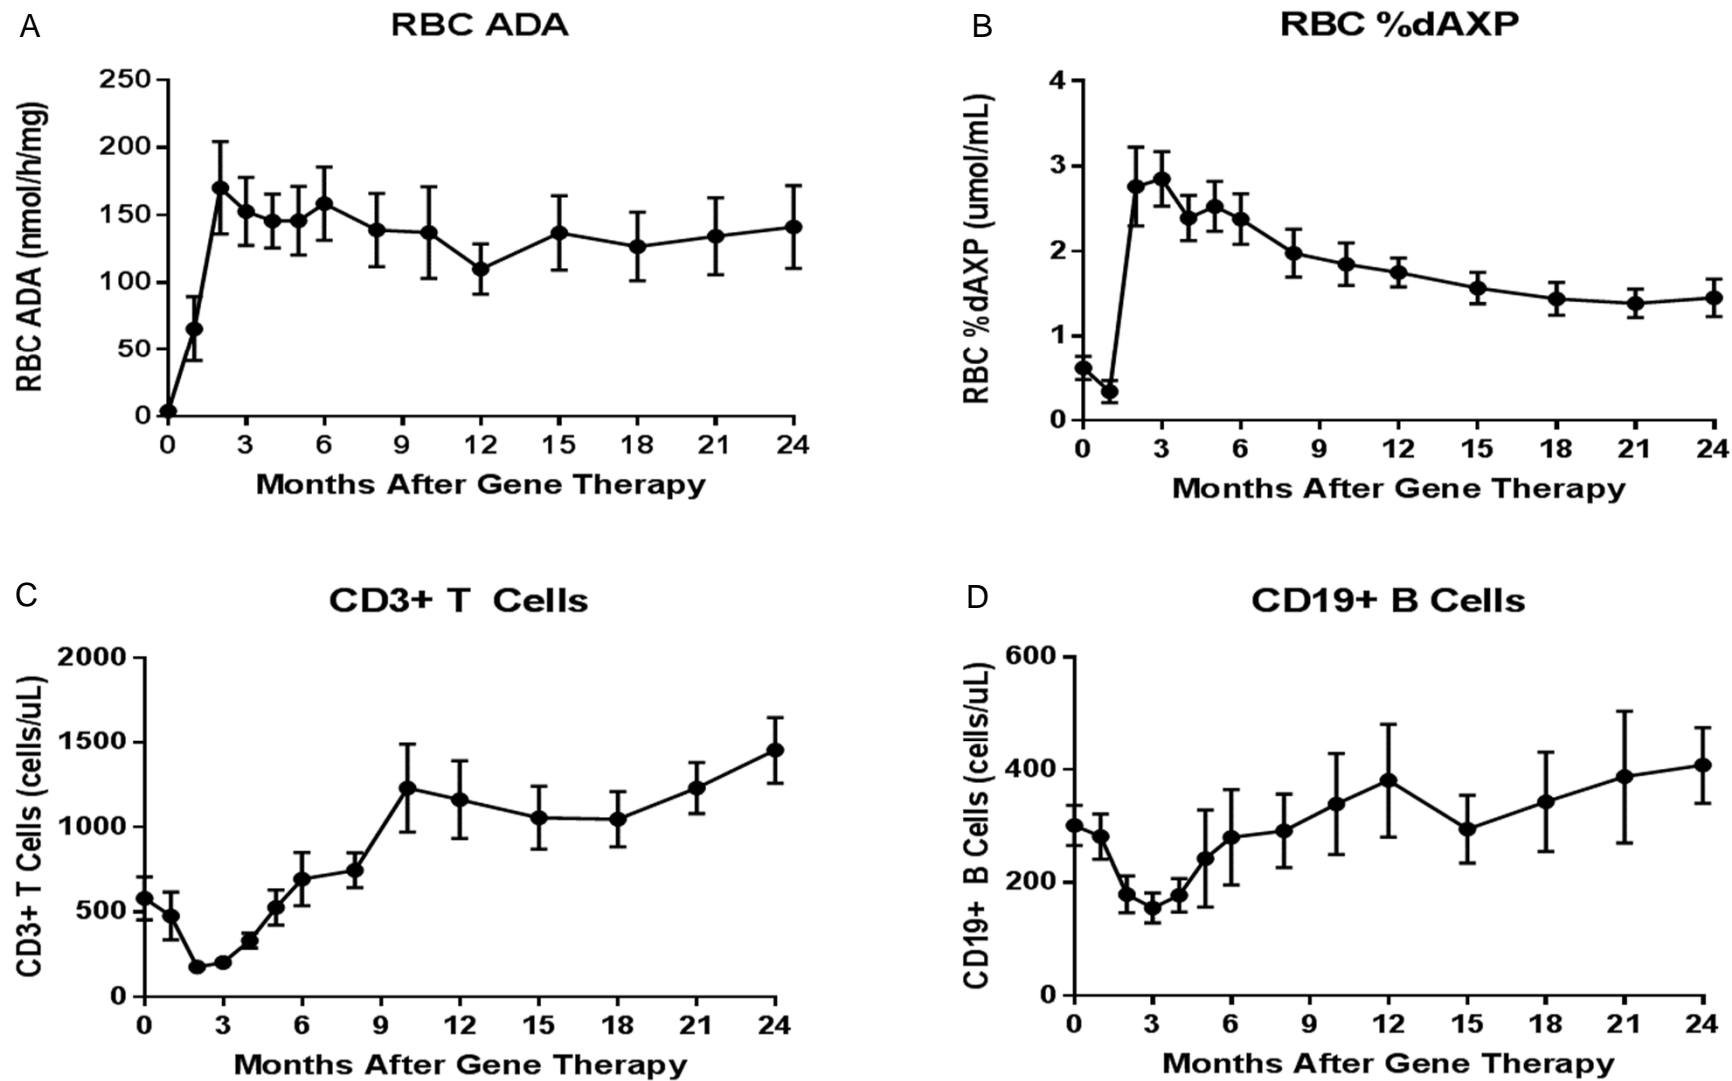 A
RBC ADA
RBC ADA (nmol/h/mg)
250
200
150
100
50
0
0 3 6 9 12 15 18 21 24
Months After Gene Therapy
B
RBC %dAXP
RBC %dAXP (umol/mL)
4
3
2
1
0
0 3 6 9 12 15 18 21 24
Months After Gene Therapy
C
CD3+ T Cells
CD3+ T Cells (cells/uL)
2000
1500
1000
500
0
0 3 6 9 12 15 18 21 24
Months After Gene Therapy
D
CD19+ B Cells
CD19+ B Cells (cells/uL)
600
400
200
0
0 3 6 9 12 15 18 21 24
Months After Gene Therapy